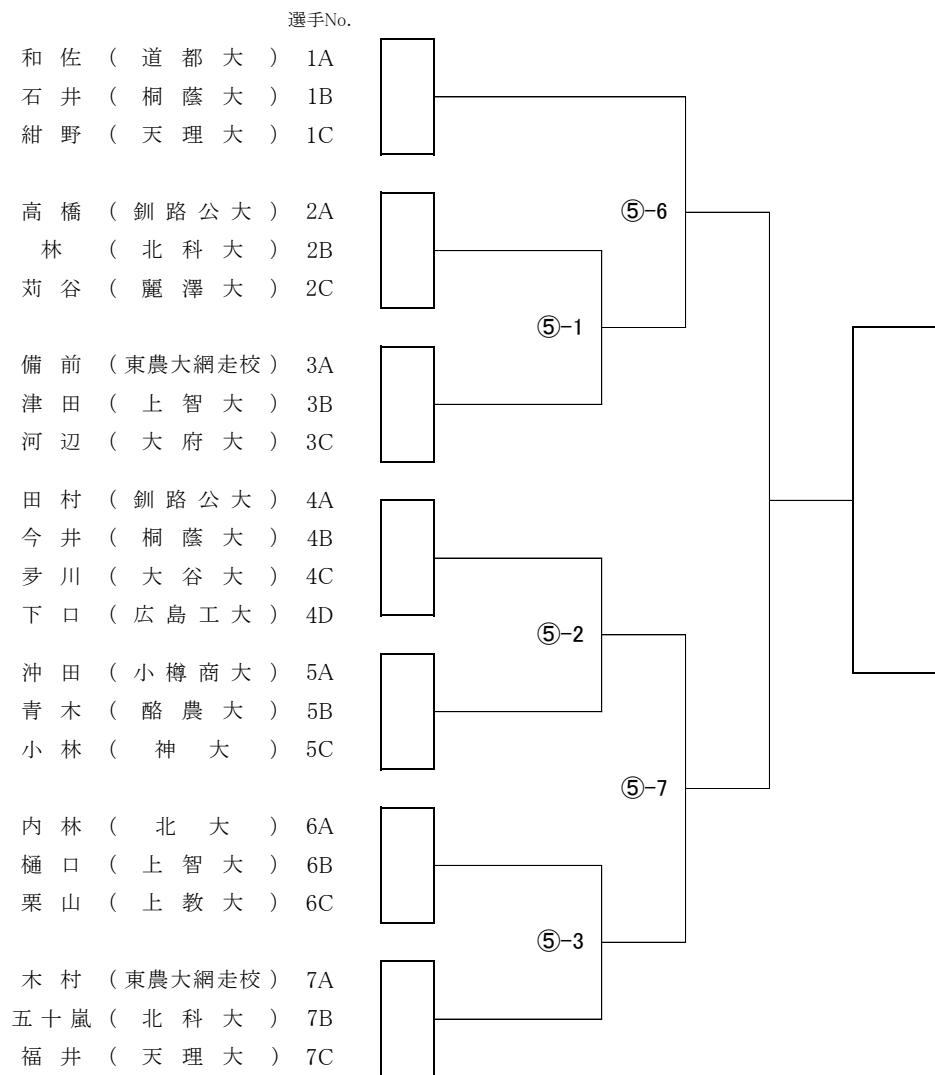 選手No.
和佐 (道都大) 1A
石井 (桐蔭大) 1B
紺野 (天理大) 1C
高橋 (釧路公大) 2A
林 (北科大) 2B
苅谷 (麗澤大) 2C
備前 (東農大網走校) 3A
津田 (上智大) 3B
河辺 (大府大) 3C
田村 (釧路公大) 4A
今井 (桐蔭大) 4B
夛川 (大谷大) 4C
下口 (広島工大) 4D
沖田 (小樽商大) 5A
青木 (酪農大) 5B
小林 (神大) 5C
内林 (北大) 6A
樋口 (上智大) 6B
栗山 (上教大) 6C
木村 (東農大網走校) 7A
五十嵐 (北科大) 7B
福井 (天理大) 7C
⑤-6
⑤-1
⑤-2
⑤-7
⑤-3